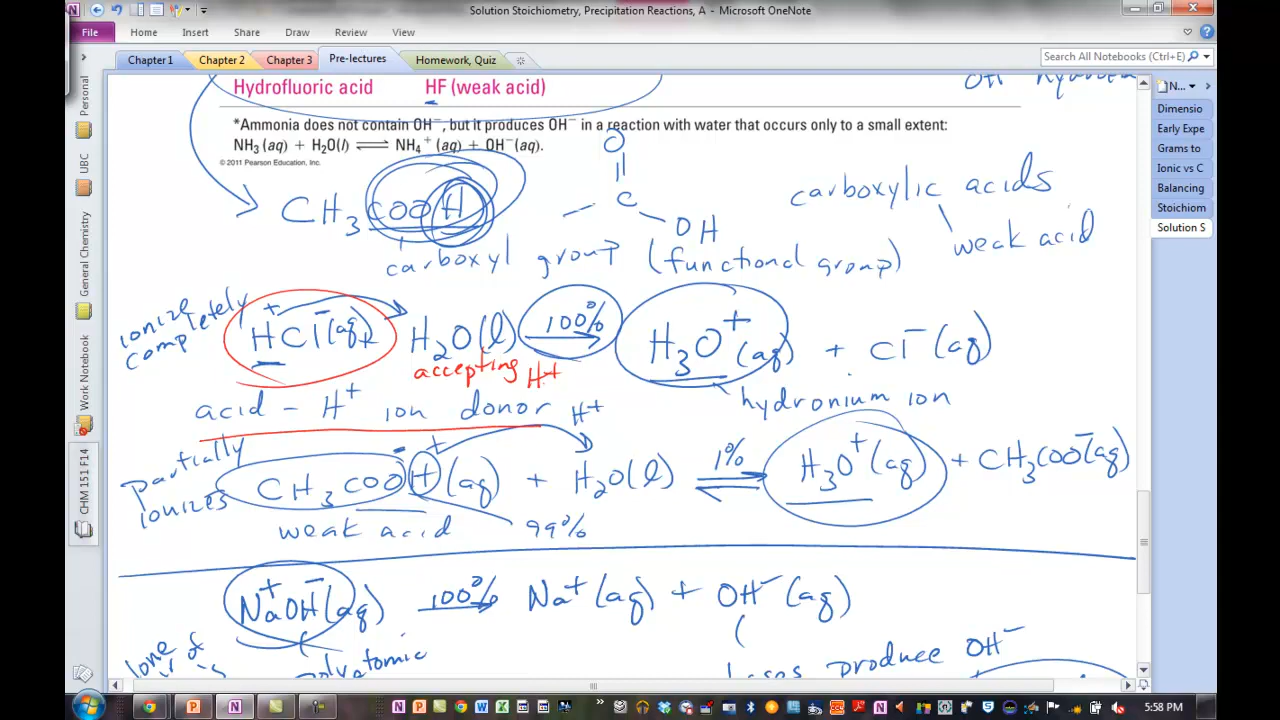 Solution Stoichiometry, Precipitation Reactions, A - Microsoft OneNote
File Home Insert Share Draw Review View
Chapter 1 Chapter 2 Chapter 3 Pre-lectures Homework, Quiz
Search All Notebooks (Ctrl+E)
N...
Dimensio
Early Expe
Grams to
Ionic vs C
Balancing
Stoichiom
Solution S
Personal
UBC
General Chemistry
Work Notebook
CHM 151 F14
Hydrofluoric acid HF (weak acid)
OH⁻
*Ammonia does not contain OH⁻, but it produces OH⁻ in a reaction with water that occurs only to a small extent:
NH₃ (aq) + H₂O(l) ⇌ NH₄⁺ (aq) + OH⁻ (aq).
© 2011 Pearson Education, Inc.
O
C
OH
CH₃COOH
carboxylic acids
weak acid
carboxyl group (functional group)
ionize
completely
H⁺Cl⁻(aq) + H₂O(l) 100% → H₃O⁺(aq) + Cl⁻(aq)
accepting H⁺
hydronium ion
acid - H⁺ ion donor H⁺
partially
ionizes
CH₃COO⁻H⁺(aq) + H₂O(l) 1% ⇌ H₃O⁺(aq) + CH₃COO⁻(aq)
weak acid 99%
Na⁺OH⁻(aq) 100% → Na⁺(aq) + OH⁻(aq)
polyatomic
bases produce OH⁻
5:58 PM